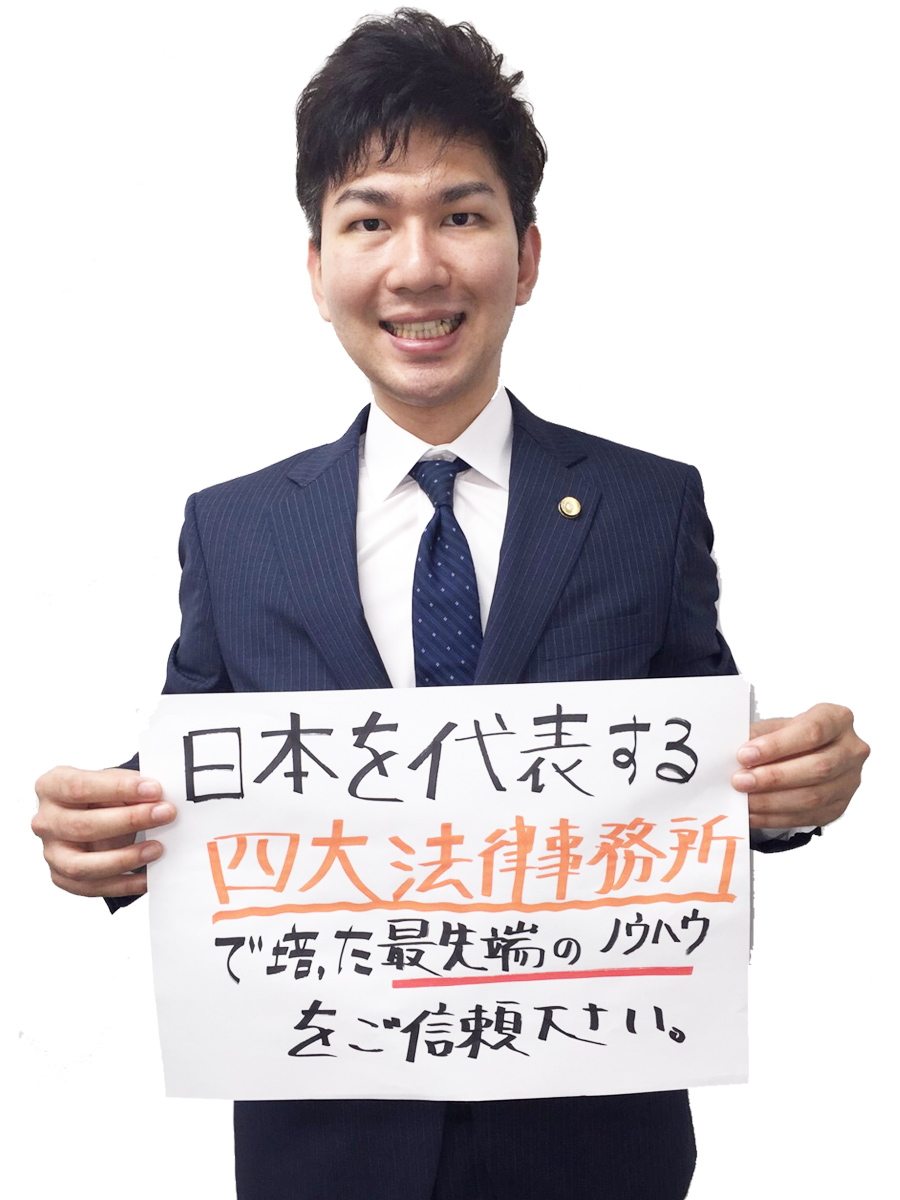 日本を代表する
四大法律事務所
で培った最先端のノウハウ
をご信頼下さい。